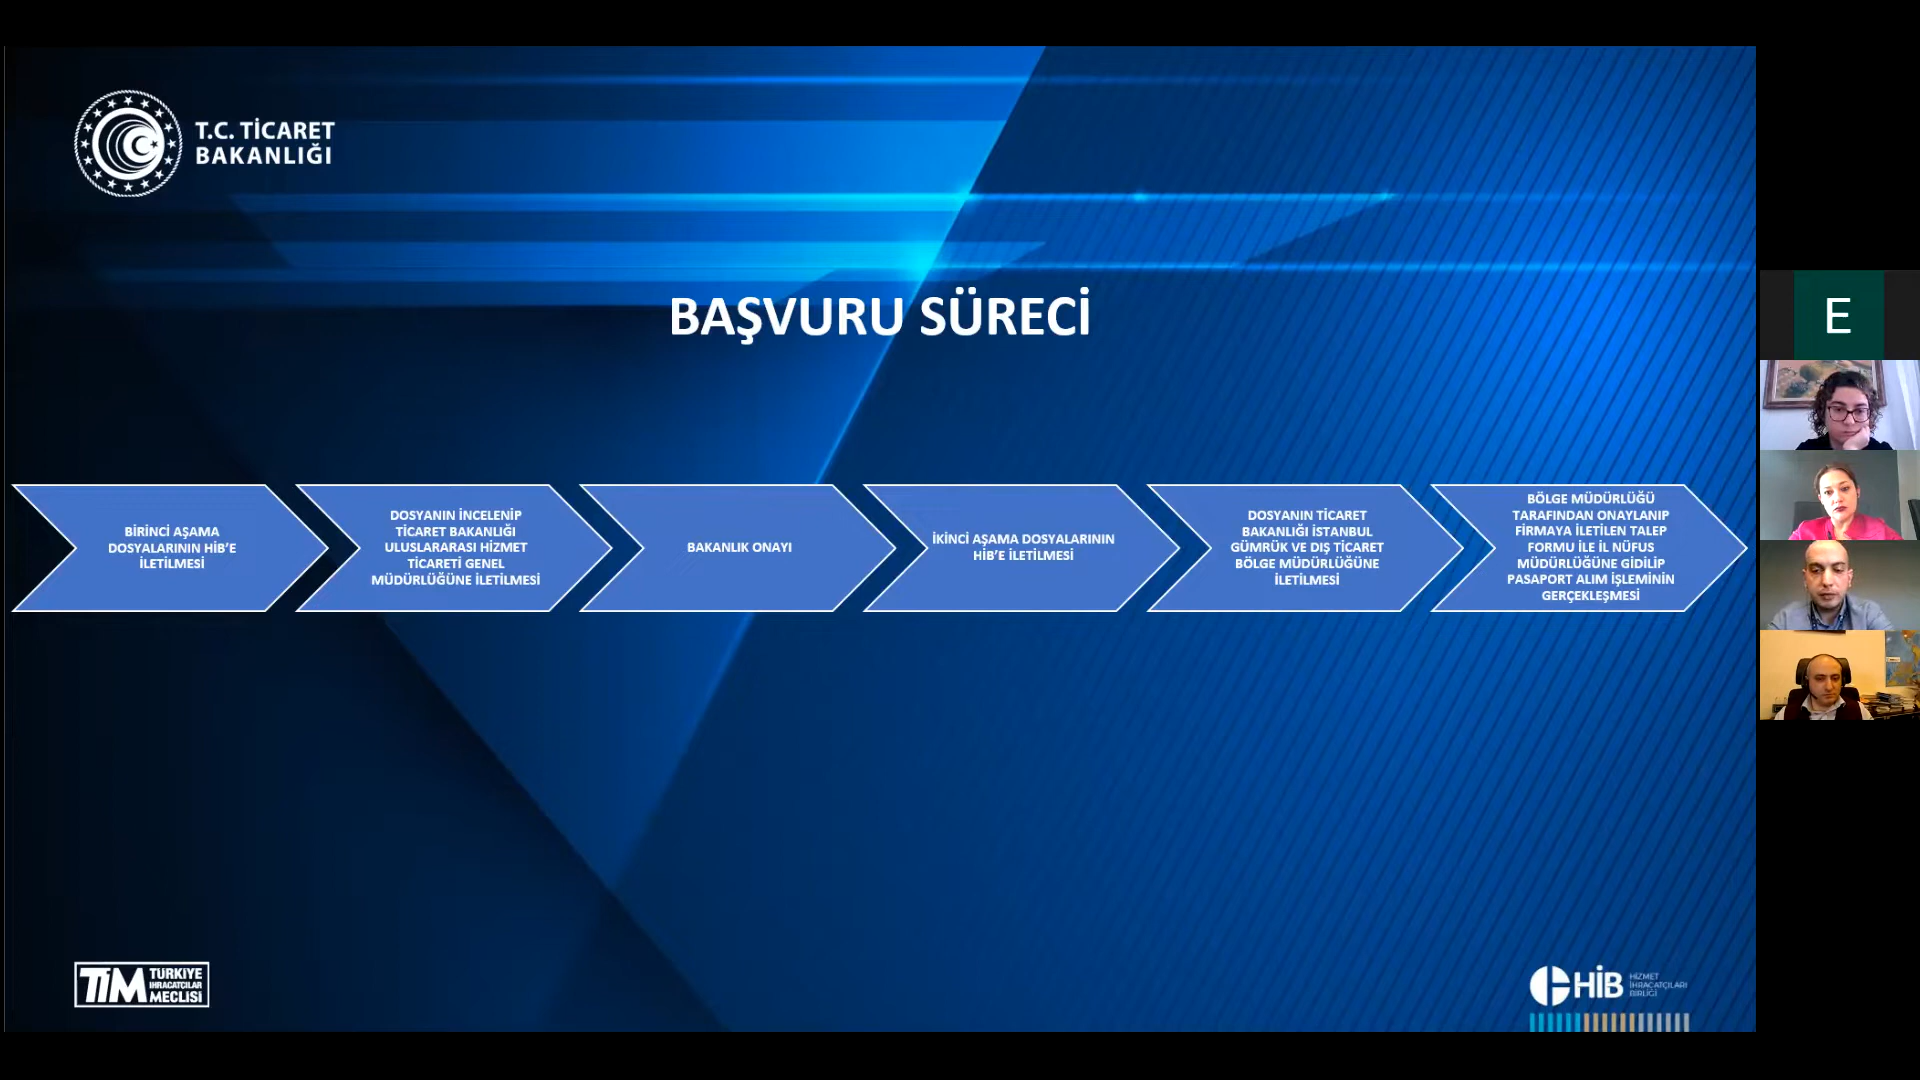 T.C. TİCARET
BAKANLIĞI
BAŞVURU SÜRECİ
BİRİNCİ AŞAMA
DOSYALARININ HİB'E
İLETİLMESİ
DOSYANIN İNCELENİP
TİCARET BAKANLIĞI
ULUSLARARASI HİZMET
TİCARETİ GENEL
MÜDÜRLÜĞÜNE İLETİLMESİ
BAKANLIK ONAYI
İKİNCİ AŞAMA DOSYALARININ
HİB'E İLETİLMESİ
DOSYANIN TİCARET
BAKANLIĞI İSTANBUL
GÜMRÜK VE DIŞ TİCARET
BÖLGE MÜDÜRLÜĞÜNE
İLETİLMESİ
BÖLGE MÜDÜRLÜĞÜ
TARAFINDAN ONAYLANIP
FİRMAYA İLETİLEN TALEP
FORMU İLE İL NÜFUS
MÜDÜRLÜĞÜNE GİDİLİP
PASAPORT ALIM İŞLEMİNİN
GERÇEKLEŞMESİ
E
TİM
TÜRKİYE
İHRACATÇILAR
MECLİSİ
HİB
HİZMET
İHRACATÇILARI
BİRLİĞİ